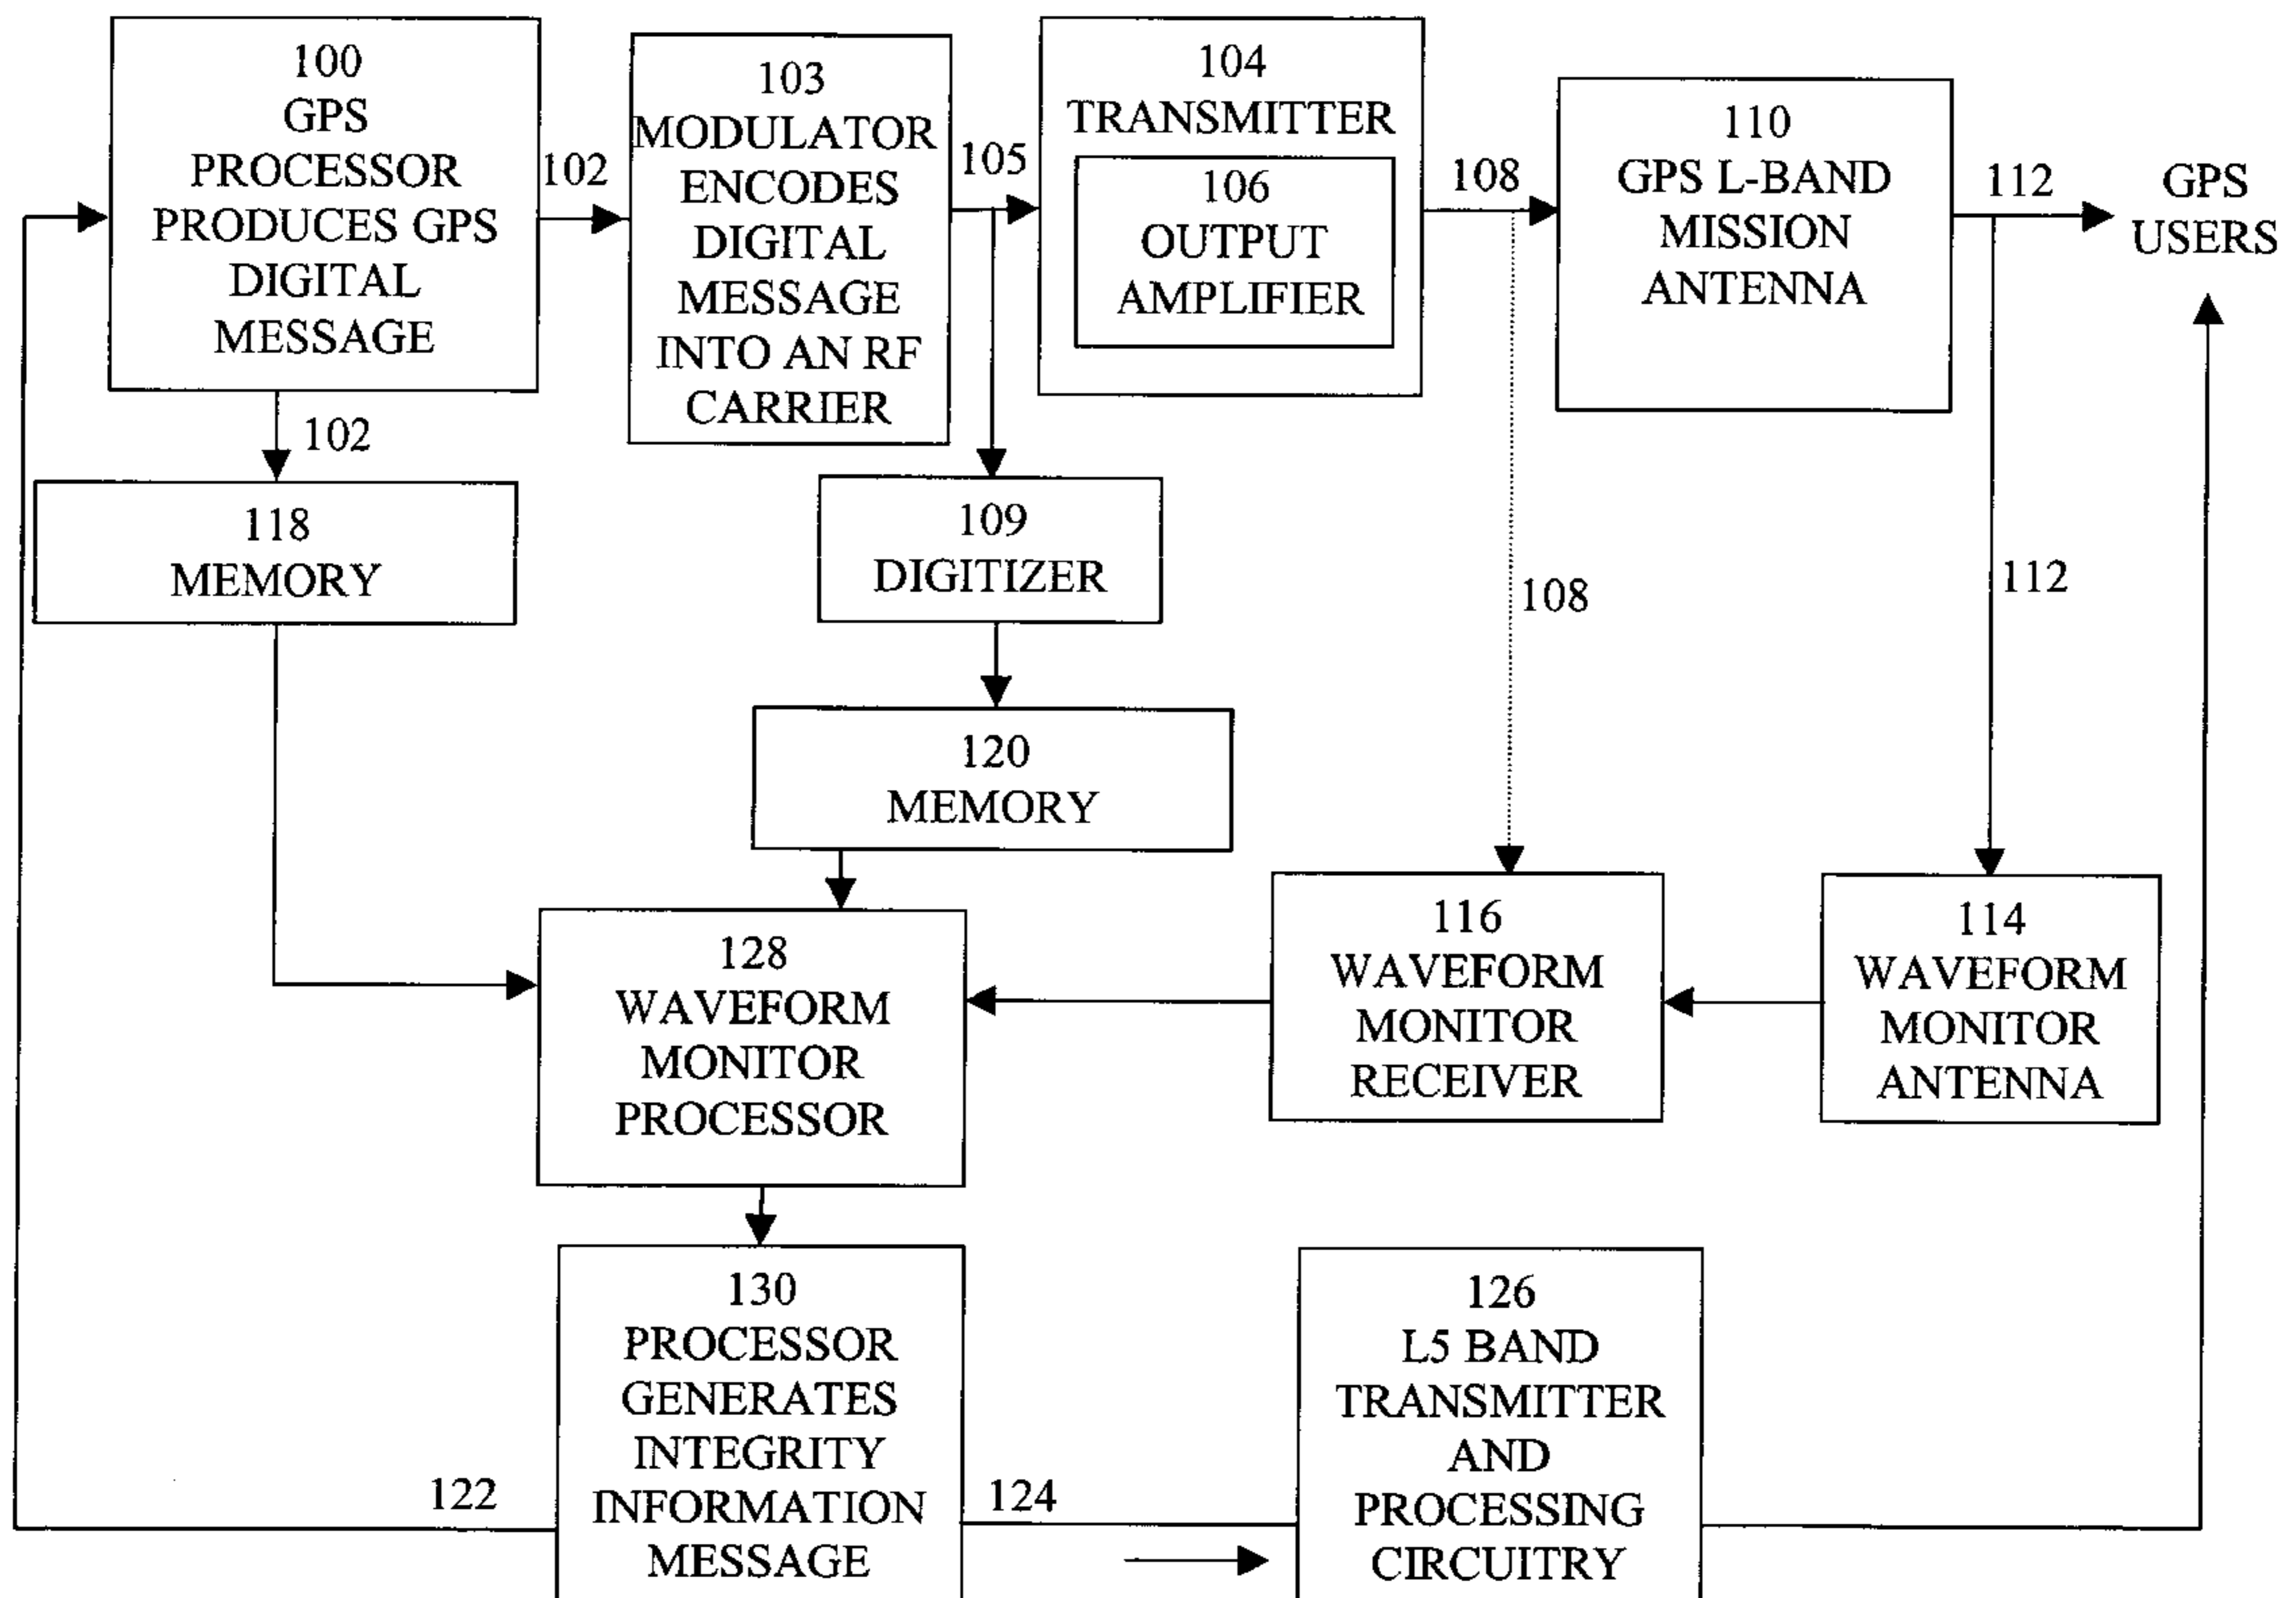 100
GPS
PROCESSOR
PRODUCES GPS
DIGITAL
MESSAGE
102
102
103
MODULATOR
ENCODES
DIGITAL
MESSAGE
INTO AN RF
CARRIER
105
104
TRANSMITTER
106
OUTPUT
AMPLIFIER
108
110
GPS L-BAND
MISSION
ANTENNA
112
GPS
USERS
118
MEMORY
109
DIGITIZER
108
112
120
MEMORY
128
WAVEFORM
MONITOR
PROCESSOR
116
WAVEFORM
MONITOR
RECEIVER
114
WAVEFORM
MONITOR
ANTENNA
122
130
PROCESSOR
GENERATES
INTEGRITY
INFORMATION
MESSAGE
124
126
L5 BAND
TRANSMITTER
AND
PROCESSING
CIRCUITRY